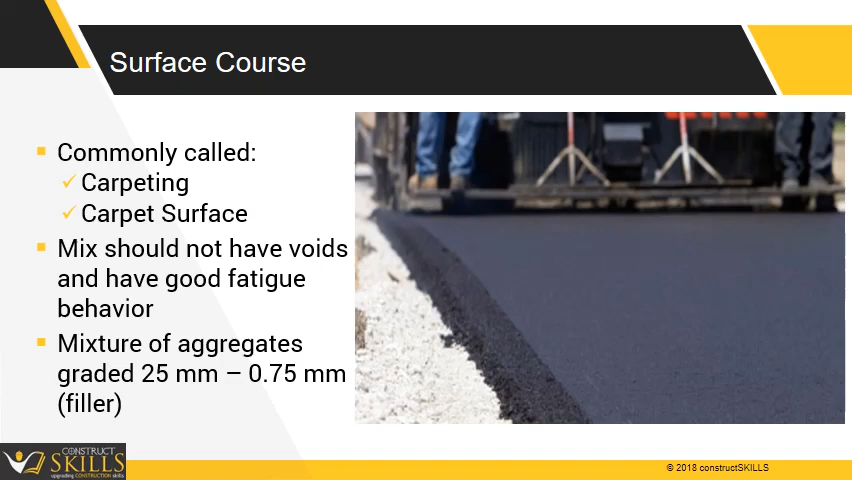 Surface Course
Commonly called:
Carpeting
Carpet Surface
Mix should not have voids
and have good fatigue
behavior
Mixture of aggregates
graded 25 mm – 0.75 mm
(filler)
CONSTRUCT
SKILLS
upgrading CONSTRUCTION skills
© 2018 constructSKILLS